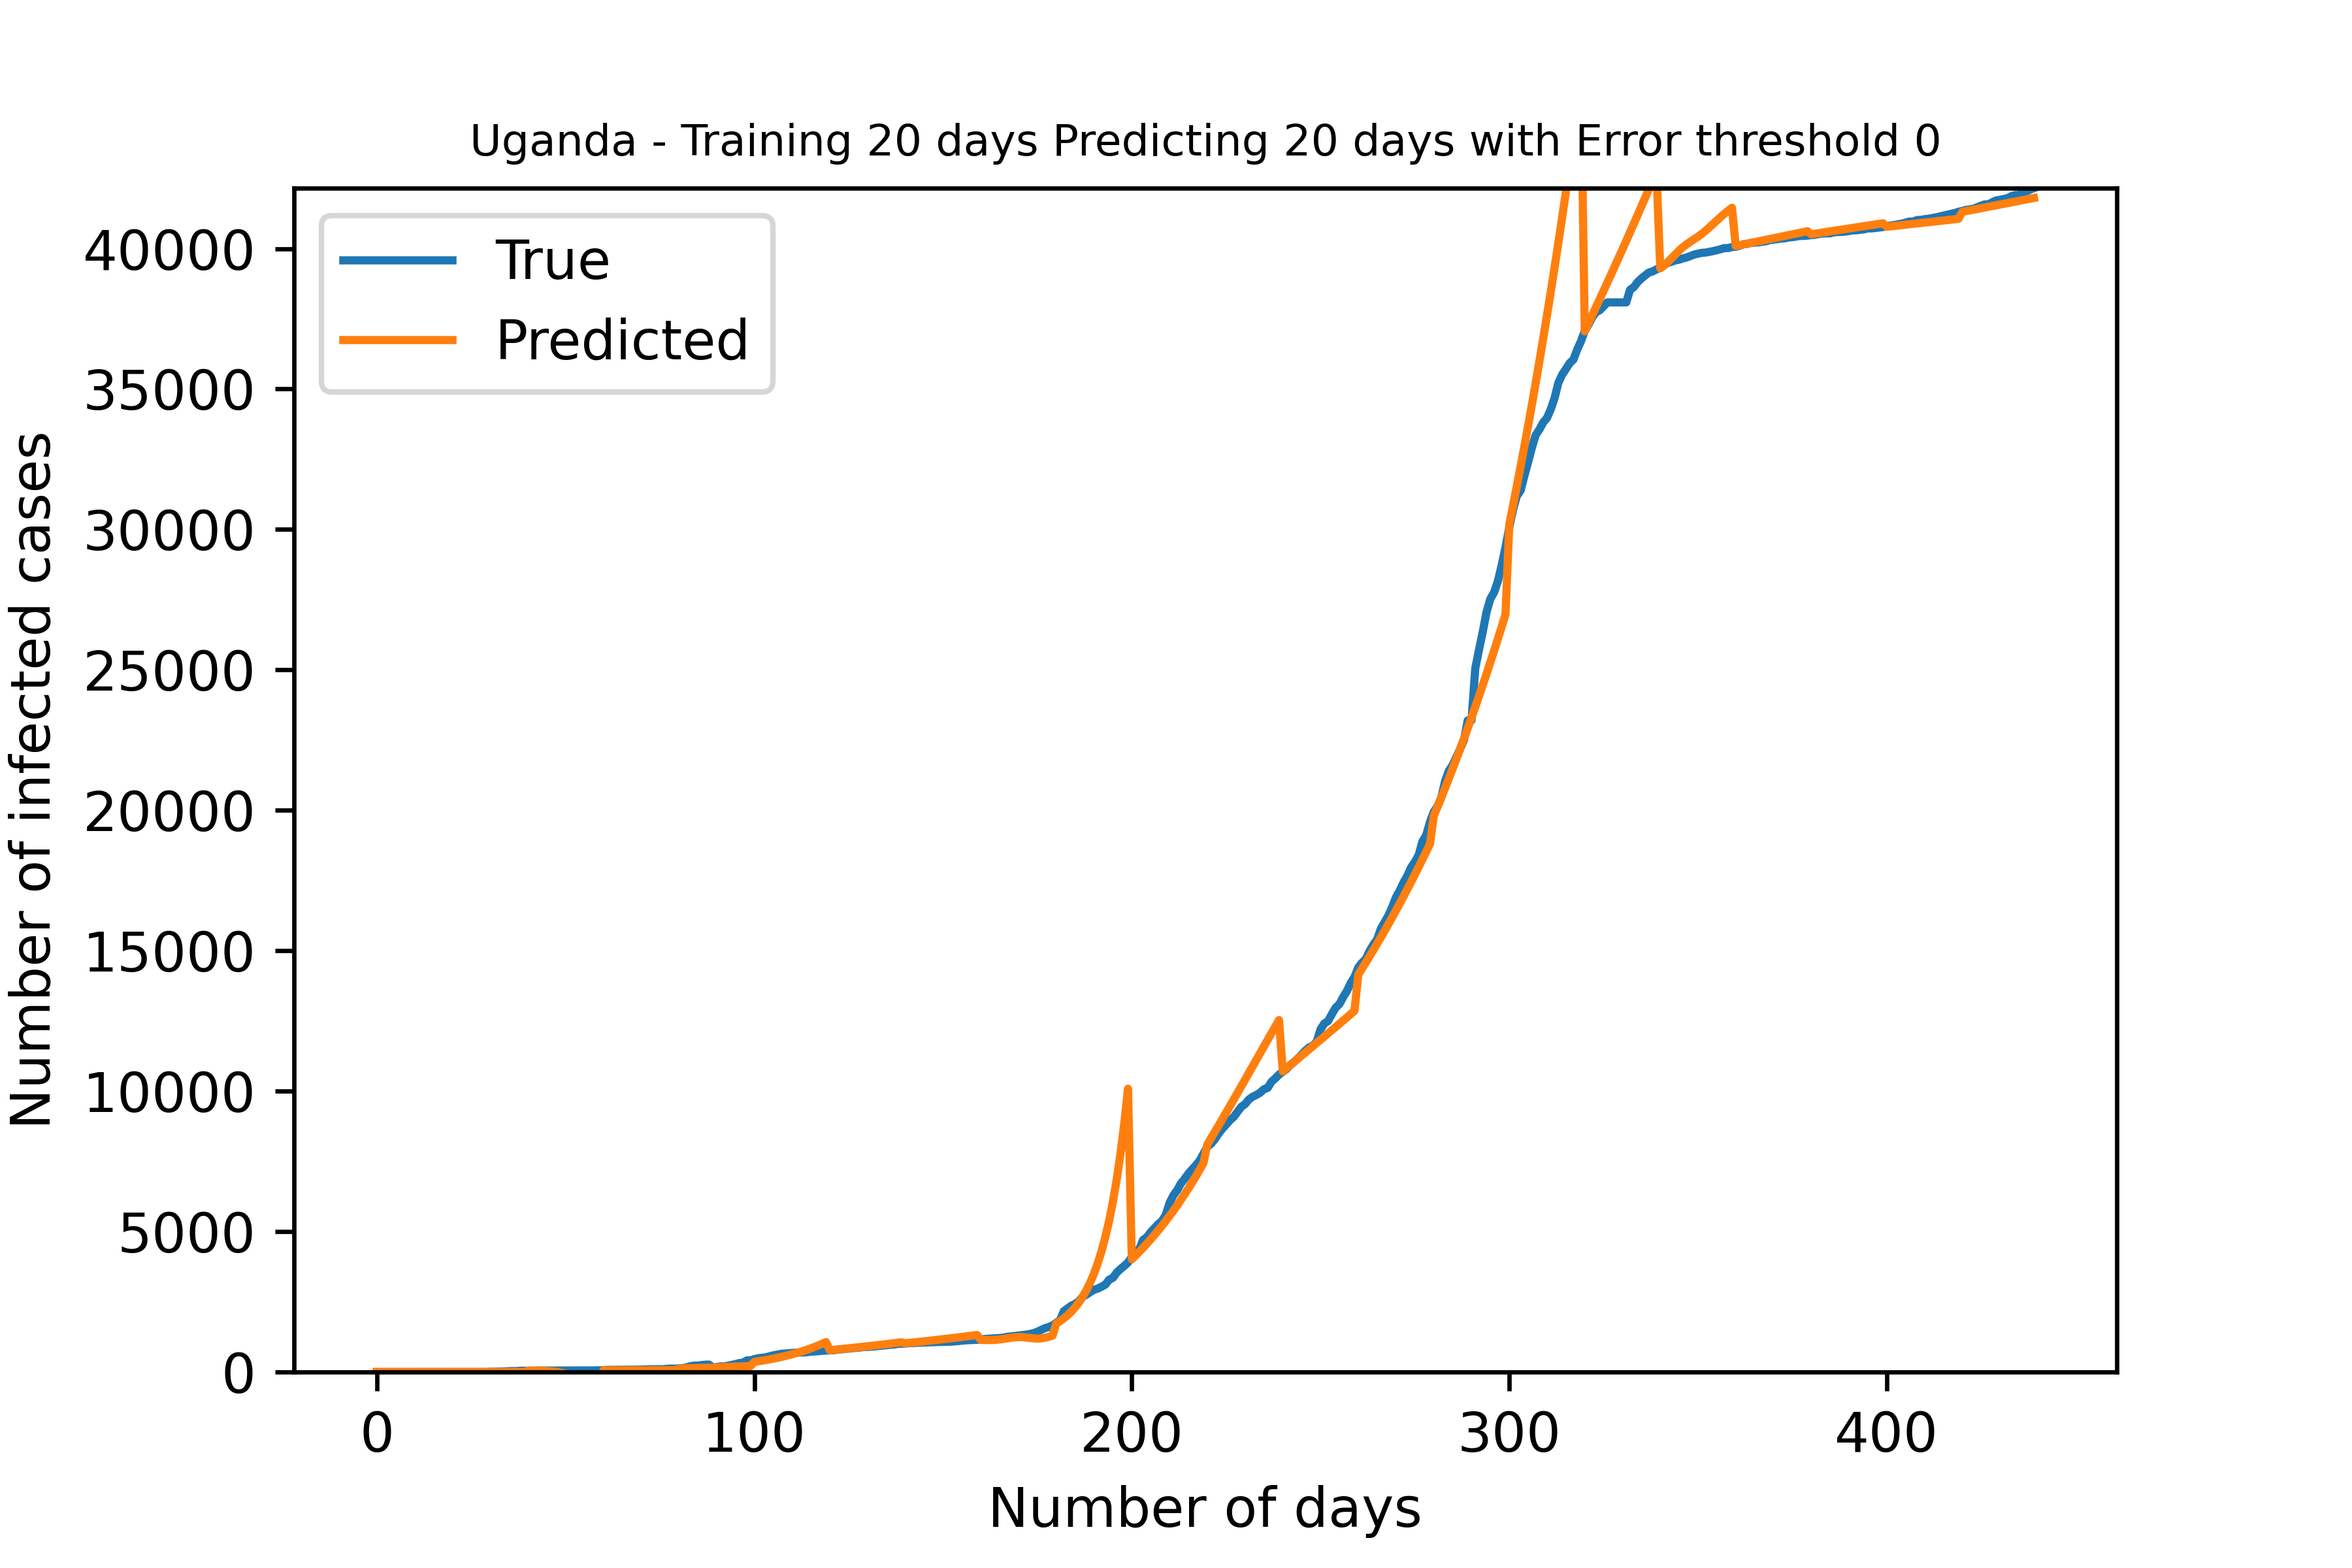 Uganda - Training 20 days Predicting 20 days with Error threshold 0
True
Predicted
40000
35000
30000
25000
20000
15000
10000
5000
0
Number of infected cases
0 100 200 300 400
Number of days